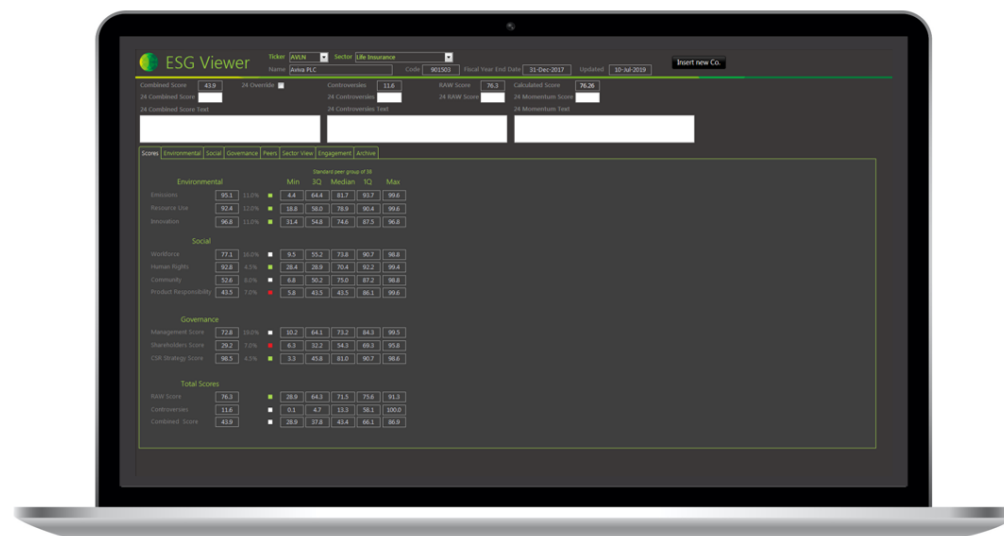 ESG Viewer
Ticker AVLN Sector Life Insurance
Name Aviva PLC Code 901503 Fiscal Year End Date 31-Dec-2017 Updated 10-Jul-2019
Insert new Co.
Combined Score 43.9 24 Override Controversies 11.6 RAW Score 76.3 Calculated Score 76.26
24 Combined Score 24 Controversies 24 RAW Score 24 Momentum Score
24 Combined Score Text 24 Controversies Text 24 Momentum Text
Scores Environmental Social Governance Peers Sector View Engagement Archive
Standard peer group of 38
Environmental Min 3Q Median 1Q Max
Emissions 95.1 11.0% 4.4 64.4 81.7 93.7 99.6
Resource Use 92.4 12.0% 18.8 58.0 78.9 90.4 99.6
Innovation 96.8 11.0% 31.4 54.8 74.6 87.5 96.8
Social
Workforce 77.1 16.0% 9.5 55.2 73.8 90.7 98.8
Human Rights 92.8 4.5% 28.4 28.9 70.4 92.2 99.4
Community 52.6 8.0% 6.8 50.2 75.0 87.2 98.8
Product Responsibility 43.5 7.0% 5.8 43.5 43.5 86.1 99.6
Governance
Management Score 72.8 19.0% 10.2 64.1 73.2 84.3 99.5
Shareholders Score 29.2 7.0% 6.3 32.2 54.3 69.3 95.8
CSR Strategy Score 98.5 4.5% 3.3 45.8 81.0 90.7 98.6
Total Scores
RAW Score 76.3 28.9 64.3 71.5 75.6 91.3
Controversies 11.6 0.1 4.7 13.3 58.1 100.0
Combined Score 43.9 28.9 37.8 43.4 66.1 86.9